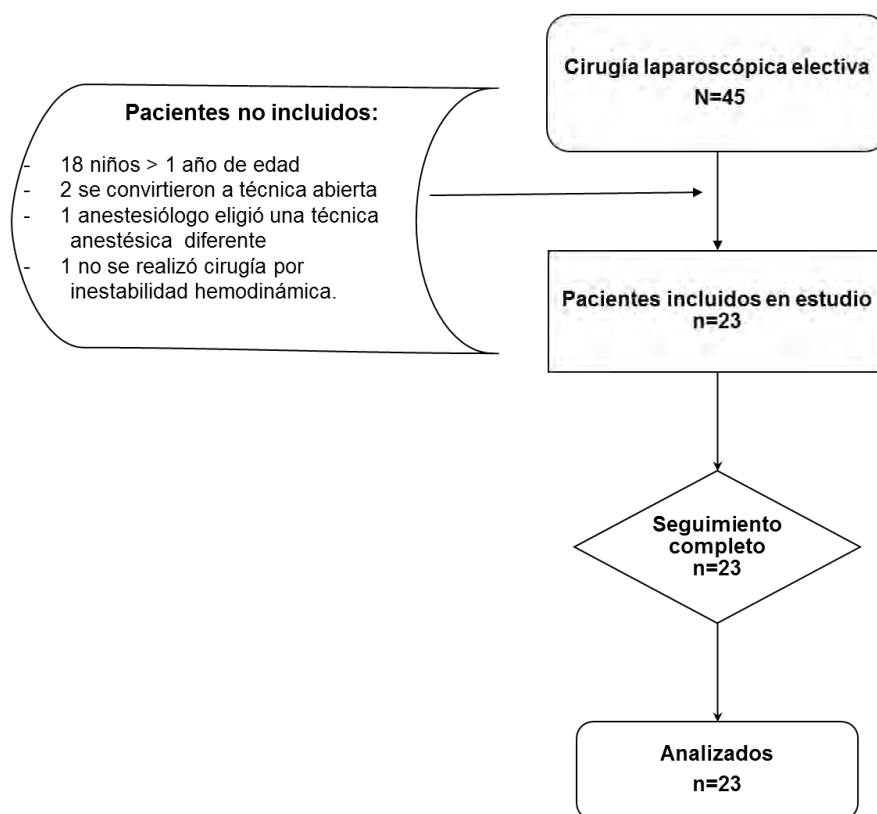 Cirugía laparoscópica electiva
N=45
Pacientes no incluidos:
- 18 niños > 1 año de edad
- 2 se convirtieron a técnica abierta
- 1 anestesiólogo eligió una técnica
anestésica diferente
- 1 no se realizó cirugía por
inestabilidad hemodinámica.
Pacientes incluidos en estudio
n=23
Seguimiento
completo
n=23
Analizados
n=23